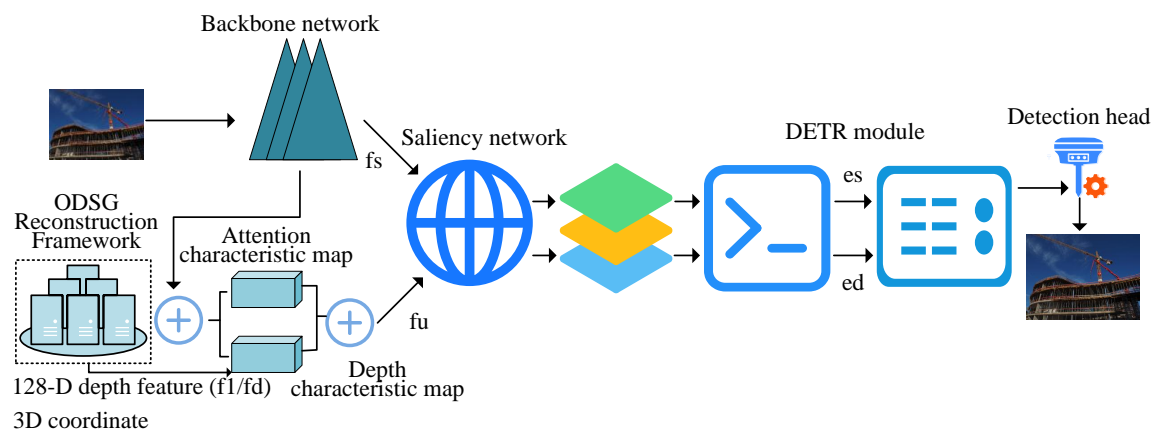 Backbone network
fs
Saliency network
DETR module
Detection head
es
ed
ODSG
Reconstruction
Framework
Attention
characteristic map
fu
Depth
characteristic map
128-D depth feature (f1/fd)
3D coordinate